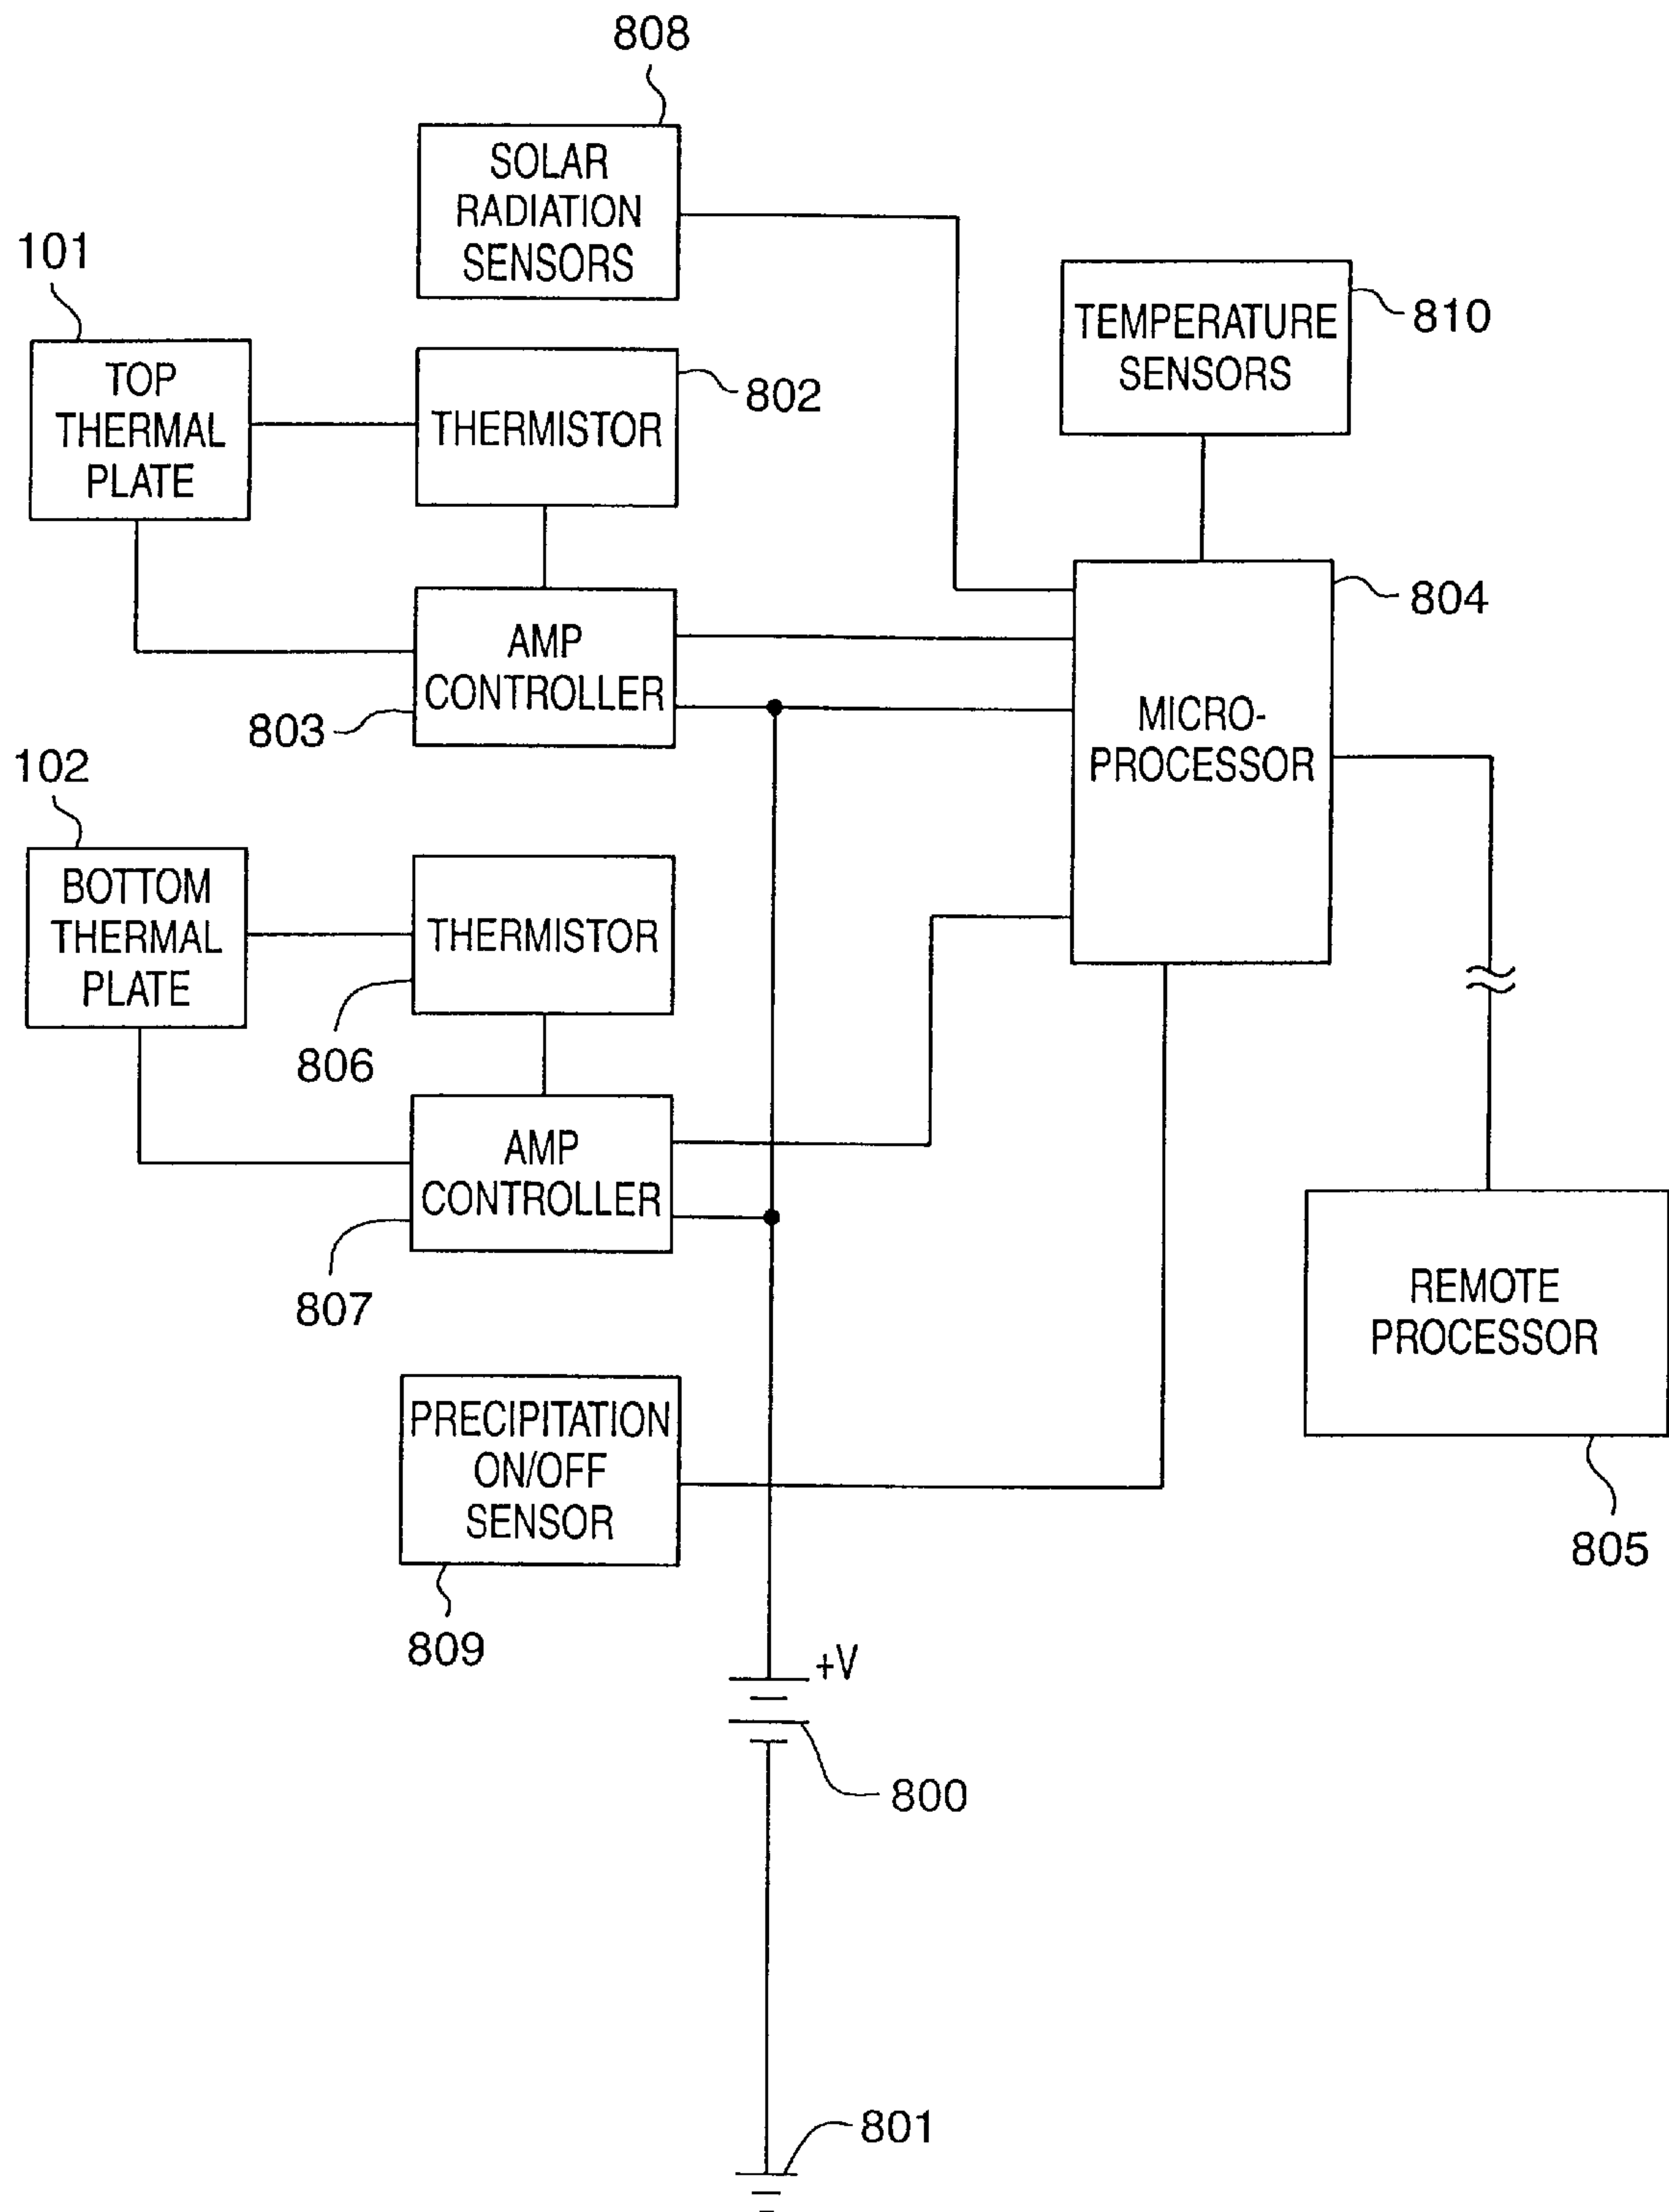 808
SOLAR
RADIATION
SENSORS
101
TOP
THERMAL
PLATE
THERMISTOR
802
TEMPERATURE
SENSORS
810
AMP
CONTROLLER
803
804
MICRO-
PROCESSOR
102
BOTTOM
THERMAL
PLATE
THERMISTOR
806
AMP
CONTROLLER
807
REMOTE
PROCESSOR
805
PRECIPITATION
ON/OFF
SENSOR
809
+V
800
801